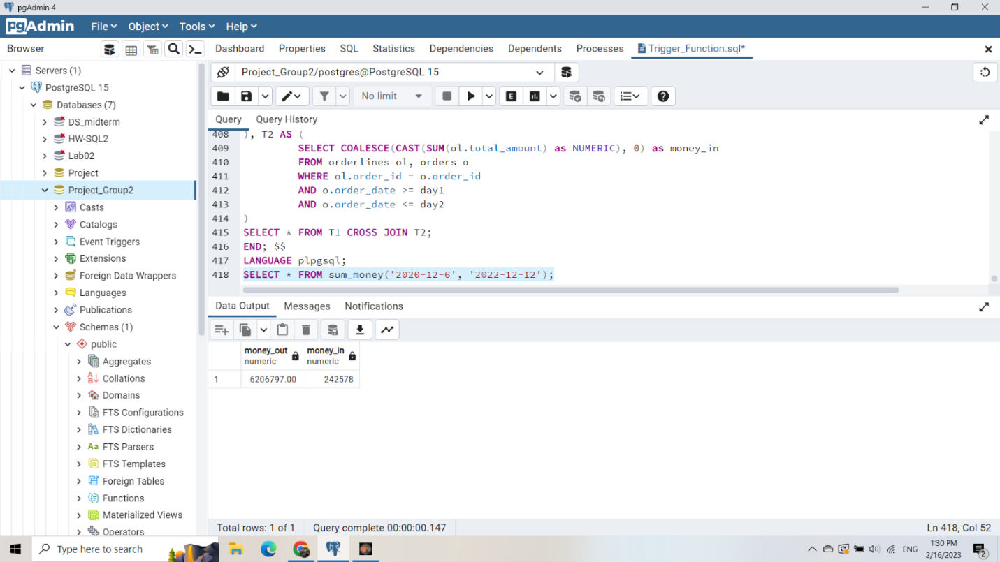 pgAdmin 4
pgAdmin File Object Tools Help
Browser
Dashboard Properties SQL Statistics Dependencies Dependents Processes Trigger_Function.sql*
Servers (1)
PostgreSQL 15
Databases (7)
DS_midterm
HW-SQL2
Lab02
Project
Project_Group2
Casts
Catalogs
Event Triggers
Extensions
Foreign Data Wrappers
Languages
Publications
Schemas (1)
public
Aggregates
Collations
Domains
FTS Configurations
FTS Dictionaries
Aa FTS Parsers
FTS Templates
Foreign Tables
Functions
Materialized Views
Operators
Project_Group2/postgres@PostgreSQL 15
No limit E
Query Query History
408 ), T2 AS (
409 SELECT COALESCE(CAST(SUM(ol.total_amount) as NUMERIC), 0) as money_in
410 FROM orderlines ol, orders o
411 WHERE ol.order_id = o.order_id
412 AND o.order_date >= day1
413 AND o.order_date <= day2
414 )
415 SELECT * FROM T1 CROSS JOIN T2;
416 END; $$
417 LANGUAGE plpgsql;
418 SELECT * FROM sum_money('2020-12-6', '2022-12-12');
Data Output Messages Notifications
money_out money_in
numeric numeric
1 6206797.00 242578
Total rows: 1 of 1 Query complete 00:00:00.147 Ln 418, Col 52
Type here to search
ENG
1:30 PM
2/16/2023
2